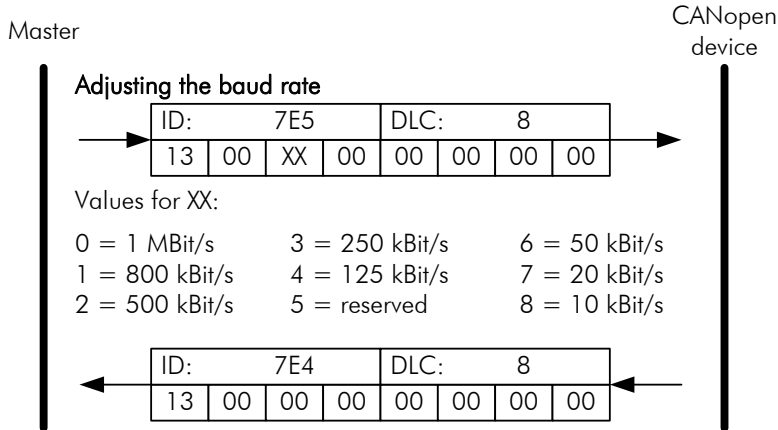 Master
CANopen
device
Adjusting the baud rate
ID: 7E5 DLC: 8
13 00 XX 00 00 00 00 00
Values for XX:
0 = 1 MBit/s 3 = 250 kBit/s 6 = 50 kBit/s
1 = 800 kBit/s 4 = 125 kBit/s 7 = 20 kBit/s
2 = 500 kBit/s 5 = reserved 8 = 10 kBit/s
ID: 7E4 DLC: 8
13 00 00 00 00 00 00 00